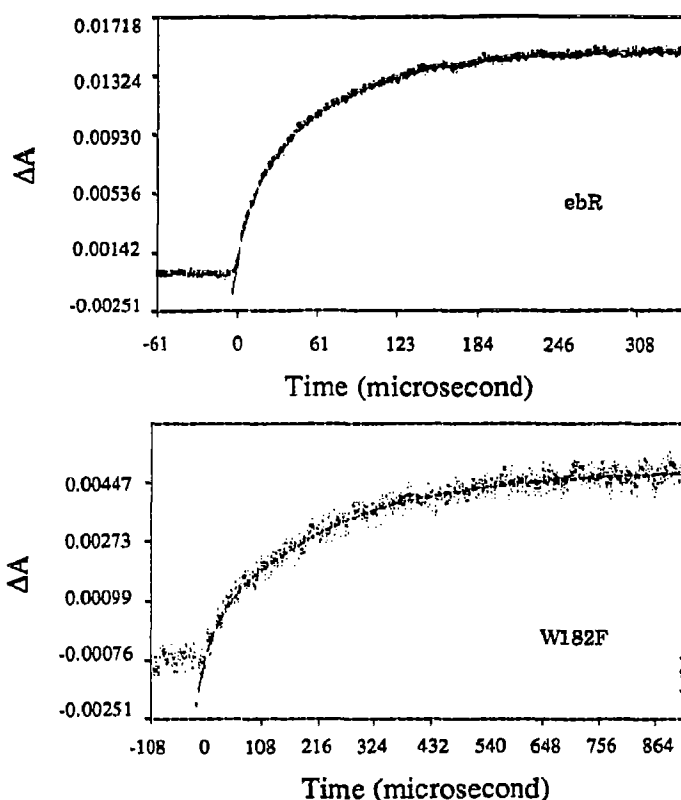 0.01718
0.01324
0.00930
0.00536
0.00142
-0.00251
ΔA
ebR
-61 0 61 123 184 246 308
Time (microsecond)
0.00447
0.00273
0.00099
-0.00076
-0.00251
ΔA
W182F
-108 0 108 216 324 432 540 648 756 864
Time (microsecond)